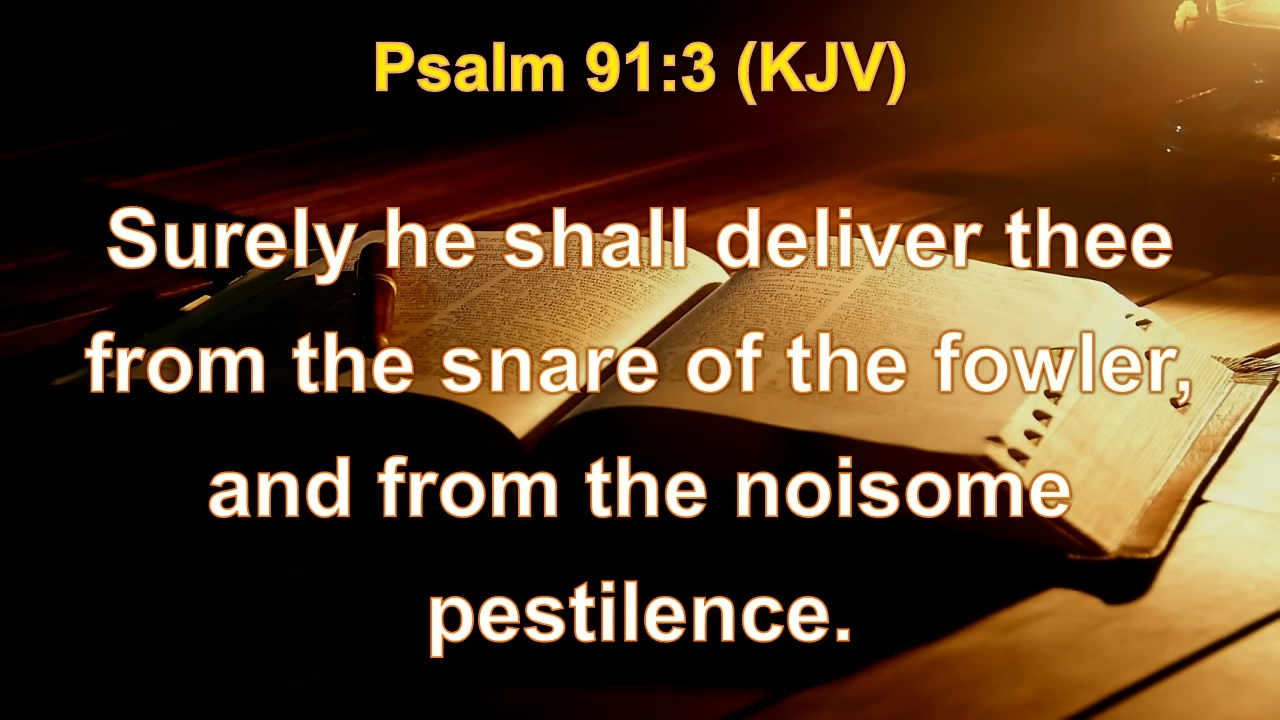 Psalm 91:3 (KJV)
Surely he shall deliver thee
from the snare of the fowler,
and from the noisome
pestilence.